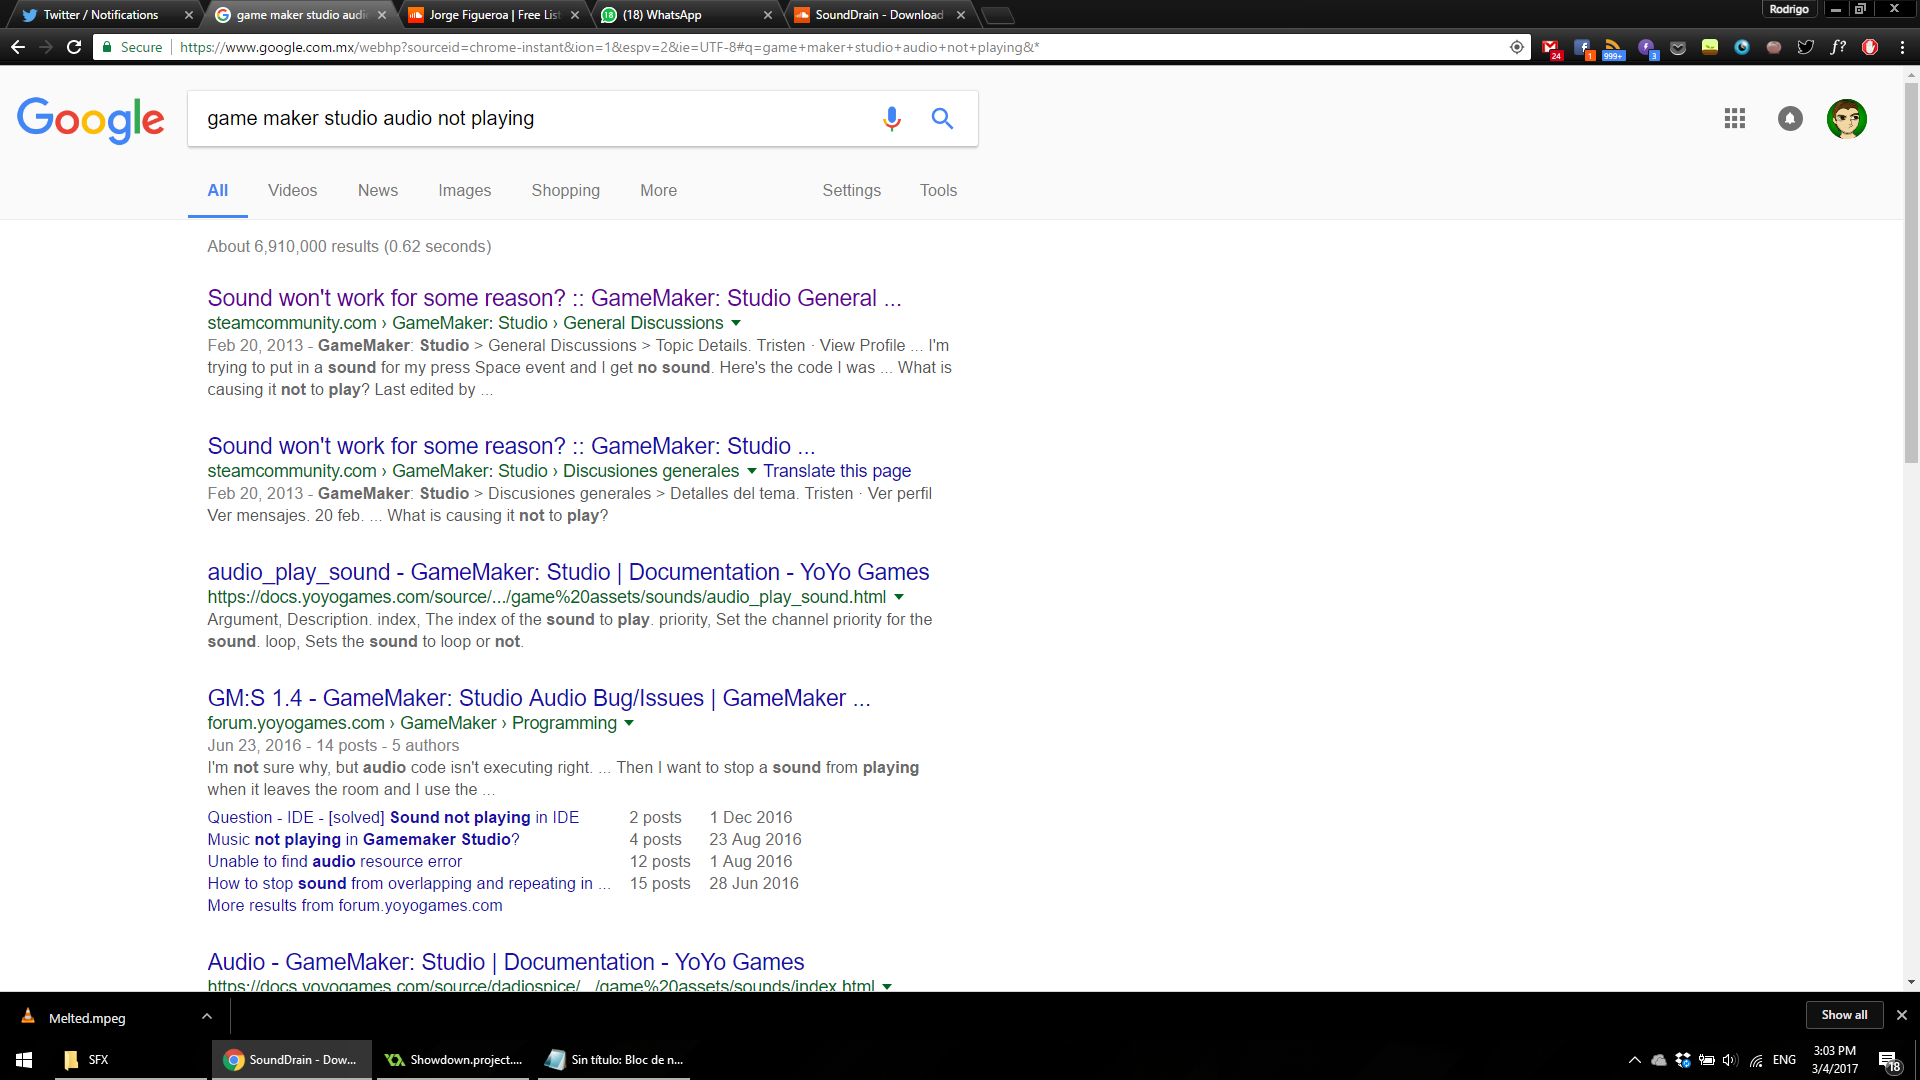 Twitter / Notifications
game maker studio audi
Jorge Figueroa | Free List
(18) WhatsApp
SoundDrain - Download
Rodrigo
Secure
https://www.google.com.mx/webhp?sourceid=chrome-instant&ion=1&espv=2&ie=UTF-8#q=game+maker+studio+audio+not+playing&*
24
1
999+
3
f?
Google
game maker studio audio not playing
All
Videos
News
Images
Shopping
More
Settings
Tools
About 6,910,000 results (0.62 seconds)
Sound won't work for some reason? :: GameMaker: Studio General ...
steamcommunity.com › GameMaker: Studio › General Discussions
Feb 20, 2013 - GameMaker: Studio > General Discussions > Topic Details. Tristen · View Profile ... I'm
trying to put in a sound for my press Space event and I get no sound. Here's the code I was ... What is
causing it not to play? Last edited by ...
Sound won't work for some reason? :: GameMaker: Studio ...
steamcommunity.com › GameMaker: Studio › Discusiones generales Translate this page
Feb 20, 2013 - GameMaker: Studio > Discusiones generales > Detalles del tema. Tristen · Ver perfil
Ver mensajes. 20 feb. ... What is causing it not to play?
audio_play_sound - GameMaker: Studio | Documentation - YoYo Games
https://docs.yoyogames.com/source/.../game%20assets/sounds/audio_play_sound.html
Argument, Description. index, The index of the sound to play. priority, Set the channel priority for the
sound. loop, Sets the sound to loop or not.
GM:S 1.4 - GameMaker: Studio Audio Bug/Issues | GameMaker ...
forum.yoyogames.com › GameMaker › Programming
Jun 23, 2016 - 14 posts - 5 authors
I'm not sure why, but audio code isn't executing right. ... Then I want to stop a sound from playing
when it leaves the room and I use the ...
Question - IDE - [solved] Sound not playing in IDE 2 posts 1 Dec 2016
Music not playing in Gamemaker Studio? 4 posts 23 Aug 2016
Unable to find audio resource error 12 posts 1 Aug 2016
How to stop sound from overlapping and repeating in ... 15 posts 28 Jun 2016
More results from forum.yoyogames.com
Audio - GameMaker: Studio | Documentation - YoYo Games
https://docs.yoyogames.com/source/dadiospice/.../game%20assets/sounds/index.html
Melted.mpeg
Show all
SFX
SoundDrain - Dow...
Showdown.project....
Sin título: Bloc de n...
ENG
3:03 PM
3/4/2017
18